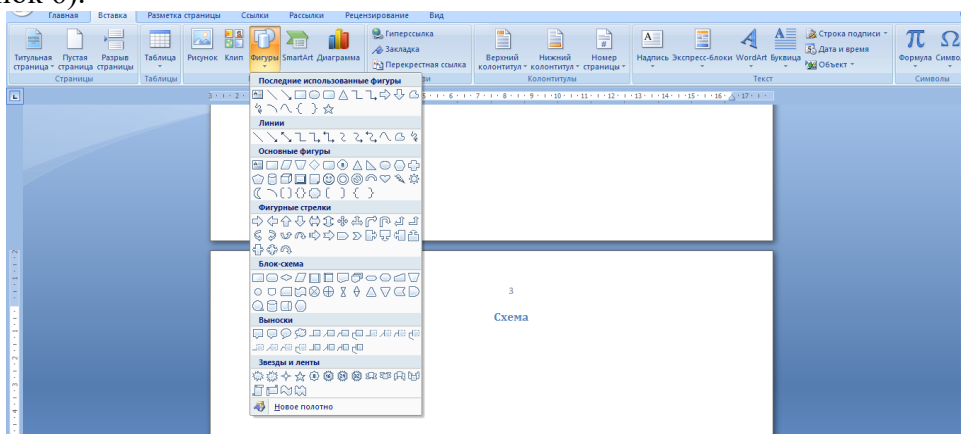 нок 6).
Главная Вставка Разметка страницы Ссылки Рассылки Рецензирование Вид
Титульная страница
Пустая страница
Разрыв страницы
Страницы
Таблица
Таблицы
Рисунок
Клип
Фигуры
SmartArt
Диаграмма
Гиперссылка
Закладка
Перекрестная ссылка
Верхний колонтитул
Нижний колонтитул
Номер страницы
Колонтитулы
Надпись
Экспресс-блоки
WordArt
Буквица
Строка подписи
Дата и время
Объект
Текст
Формула
Символы
Последние использованные фигуры
Линии
Основные фигуры
Фигурные стрелки
Блок-схема
Выноски
Звезды и ленты
Новое полотно
3
Схема